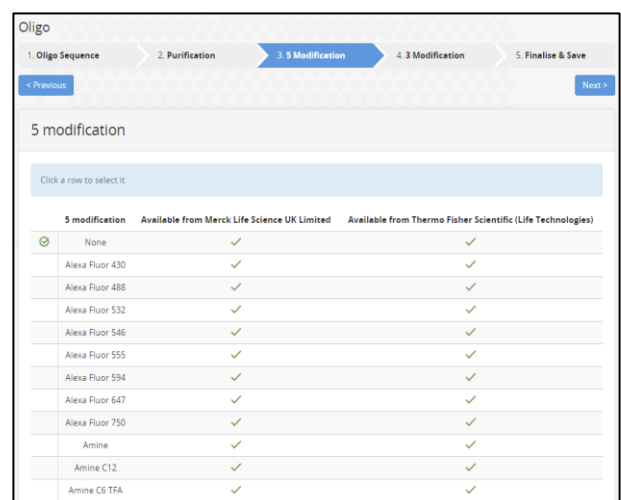 Oligo
1. Oligo Sequence 2. Purification 3. 5 Modification 4. 3 Modification 5. Finalise & Save
< Previous Next >
5 modification
Click a row to select it
5 modification Available from Merck Life Science UK Limited Available from Thermo Fisher Scientific (Life Technologies)
None
Alexa Fluor 430
Alexa Fluor 488
Alexa Fluor 532
Alexa Fluor 546
Alexa Fluor 555
Alexa Fluor 594
Alexa Fluor 647
Alexa Fluor 750
Amine
Amine C12
Amine C6 TFA